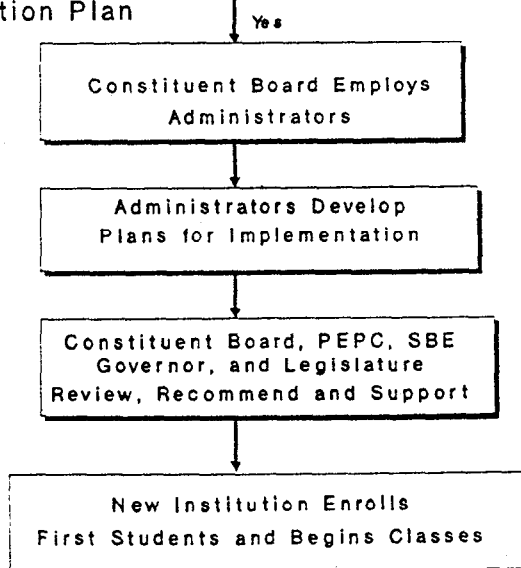 tion Plan
Yes
Constituent Board Employs
Administrators
Administrators Develop
Plans for Implementation
Constituent Board, PEPC, SBE
Governor, and Legislature
Review, Recommend and Support
New Institution Enrolls
First Students and Begins Classes